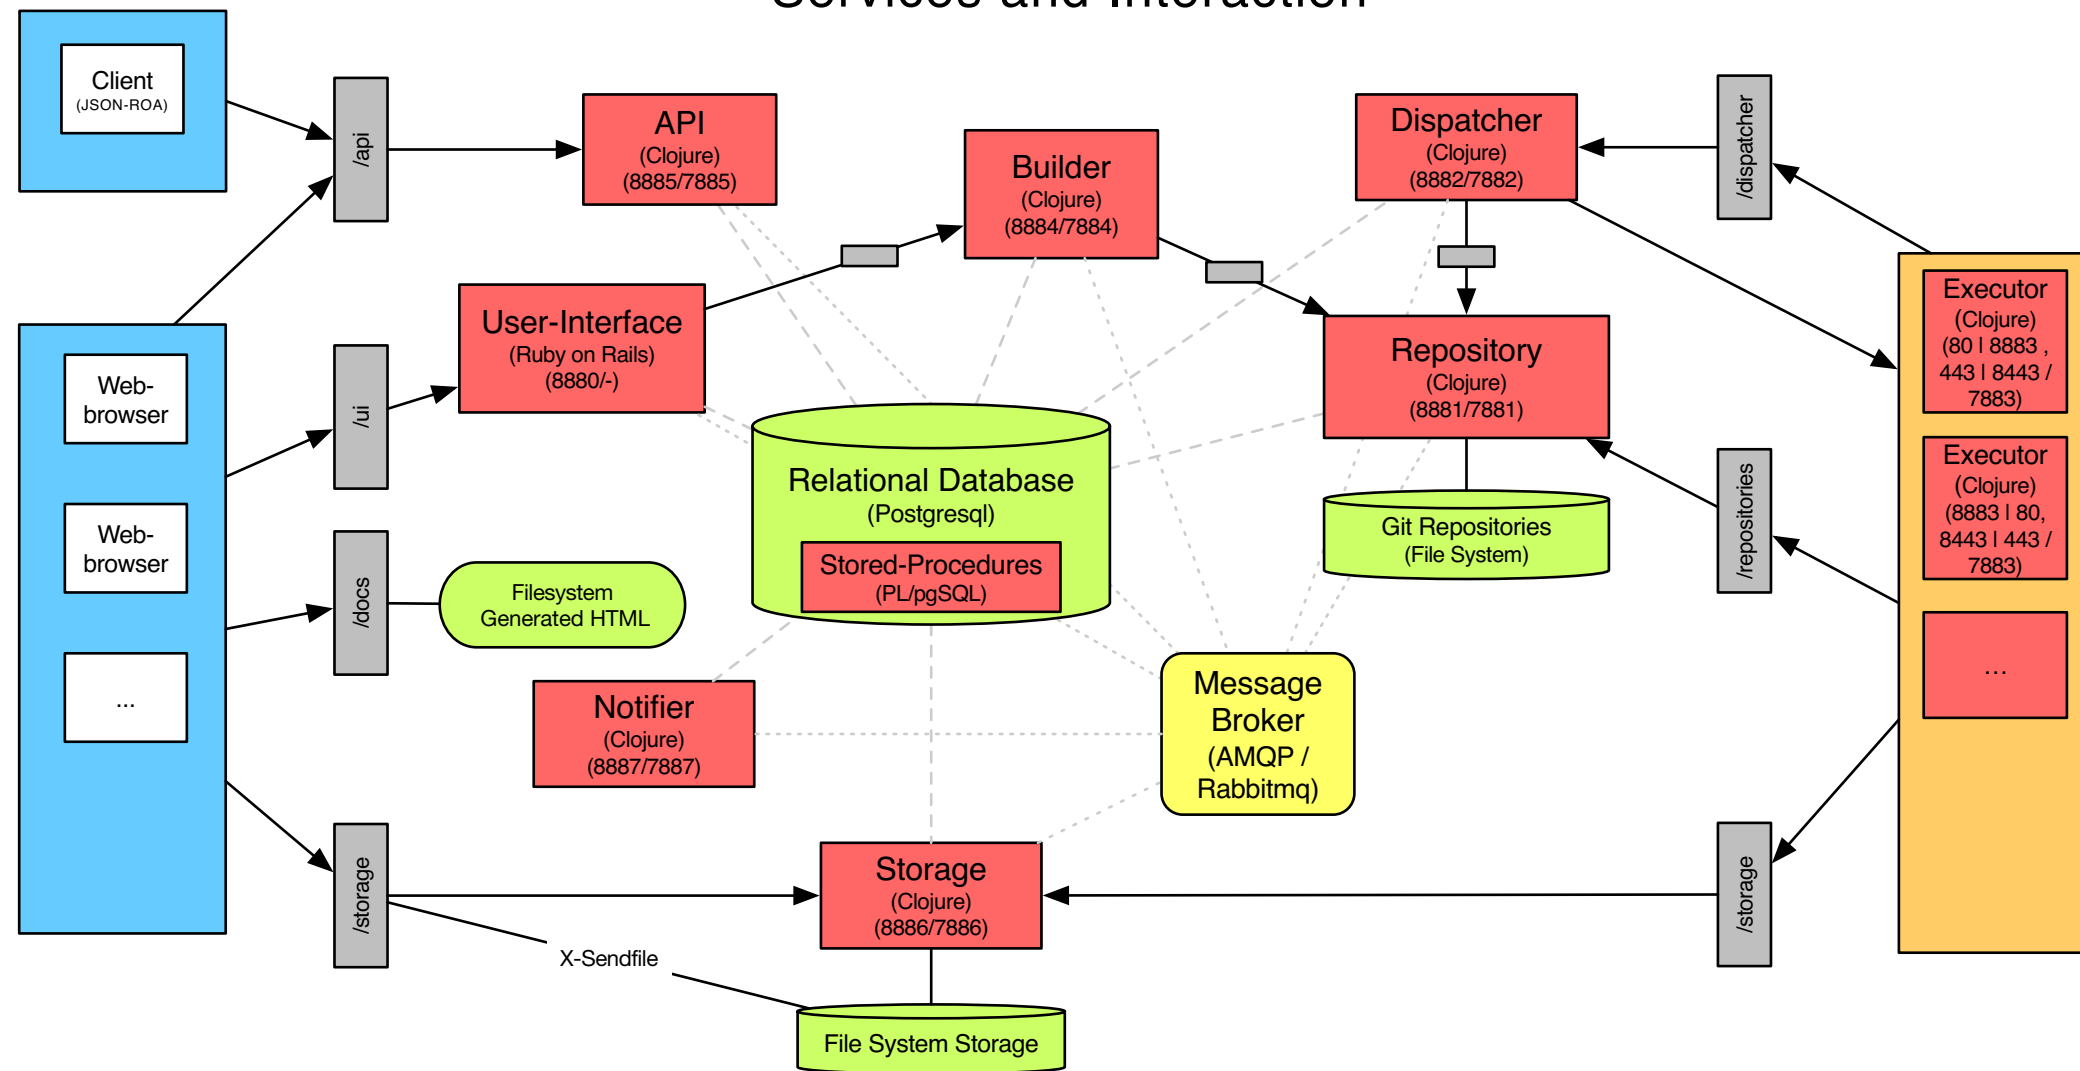 Services and Interaction
Client
(JSON-ROA)
/api
API
(Clojure)
(8885/7885)
Builder
(Clojure)
(8884/7884)
Dispatcher
(Clojure)
(8882/7882)
/dispatcher
Web-
browser
Web-
browser
...
/ui
User-Interface
(Ruby on Rails)
(8880/-)
Repository
(Clojure)
(8881/7881)
Executor
(Clojure)
(80 | 8883 ,
443 | 8443 /
7883)
Executor
(Clojure)
(8883 | 80,
8443 | 443 /
7883)
...
Relational Database
(Postgresql)
Stored-Procedures
(PL/pgSQL)
Git Repositories
(File System)
/repositories
/docs
Filesystem
Generated HTML
Notifier
(Clojure)
(8887/7887)
Message
Broker
(AMQP /
Rabbitmq)
/storage
Storage
(Clojure)
(8886/7886)
/storage
X-Sendfile
File System Storage